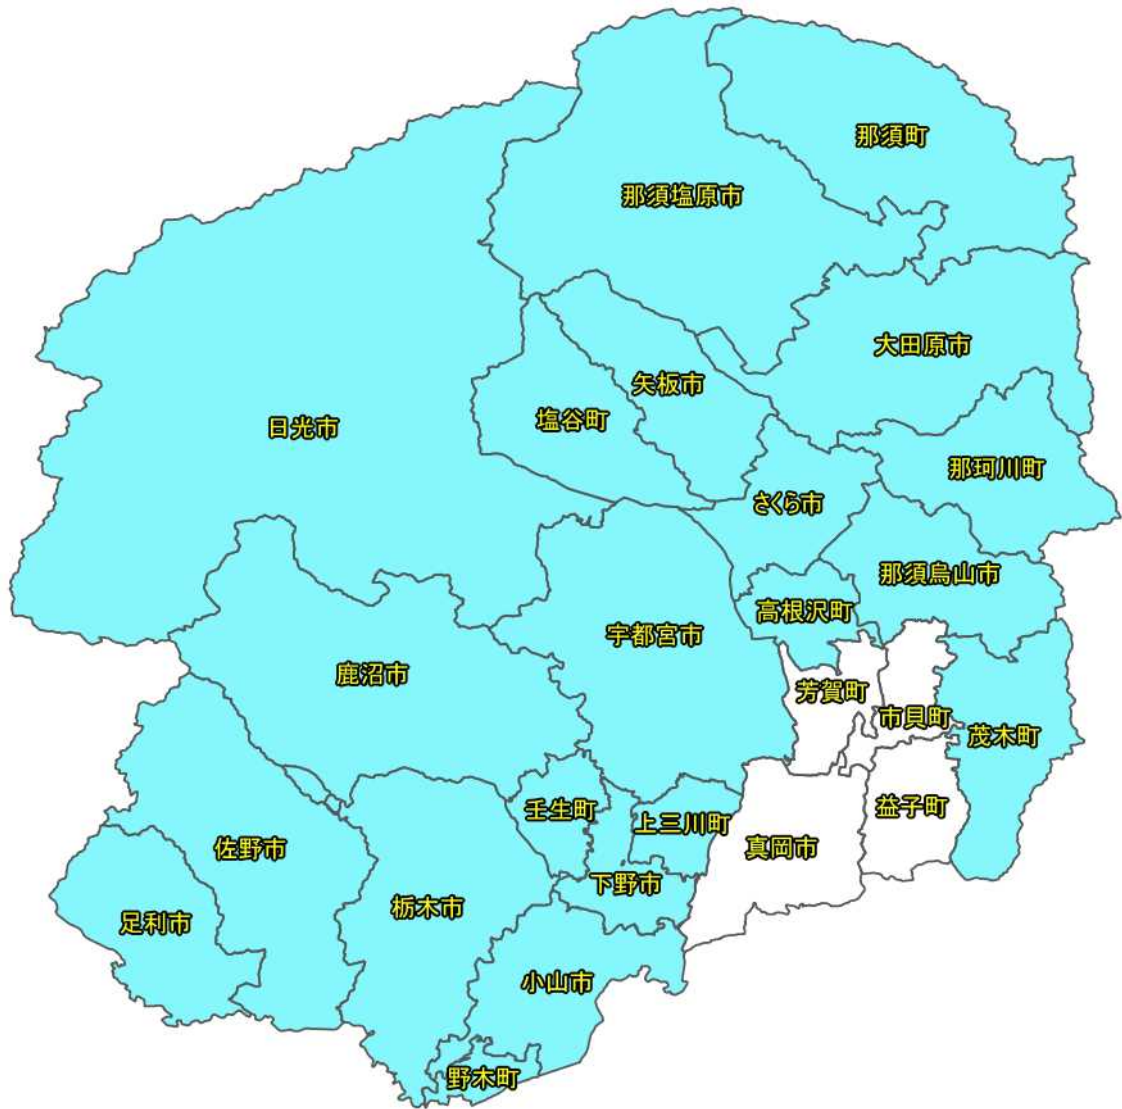 那須町
那須塩原市
大田原市
矢板市
塩谷町
日光市
那珂川町
さくら市
那須烏山市
高根沢町
宇都宮市
鹿沼市
芳賀町
市貝町
茂木町
益子町
壬生町
上三川町
真岡市
佐野市
下野市
栃木市
足利市
小山市
野木町